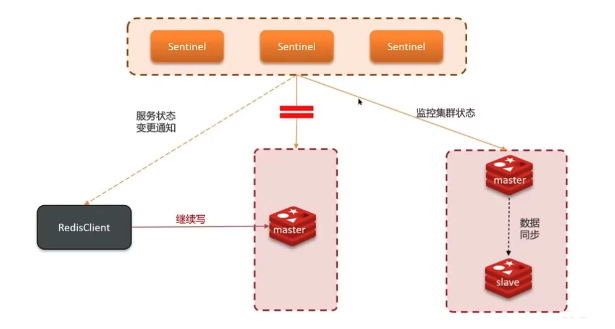 Sentinel
Sentinel
Sentinel
服务状态
变更通知
监控集群状态
master
RedisClient
继续写
master
数据
同步
slave